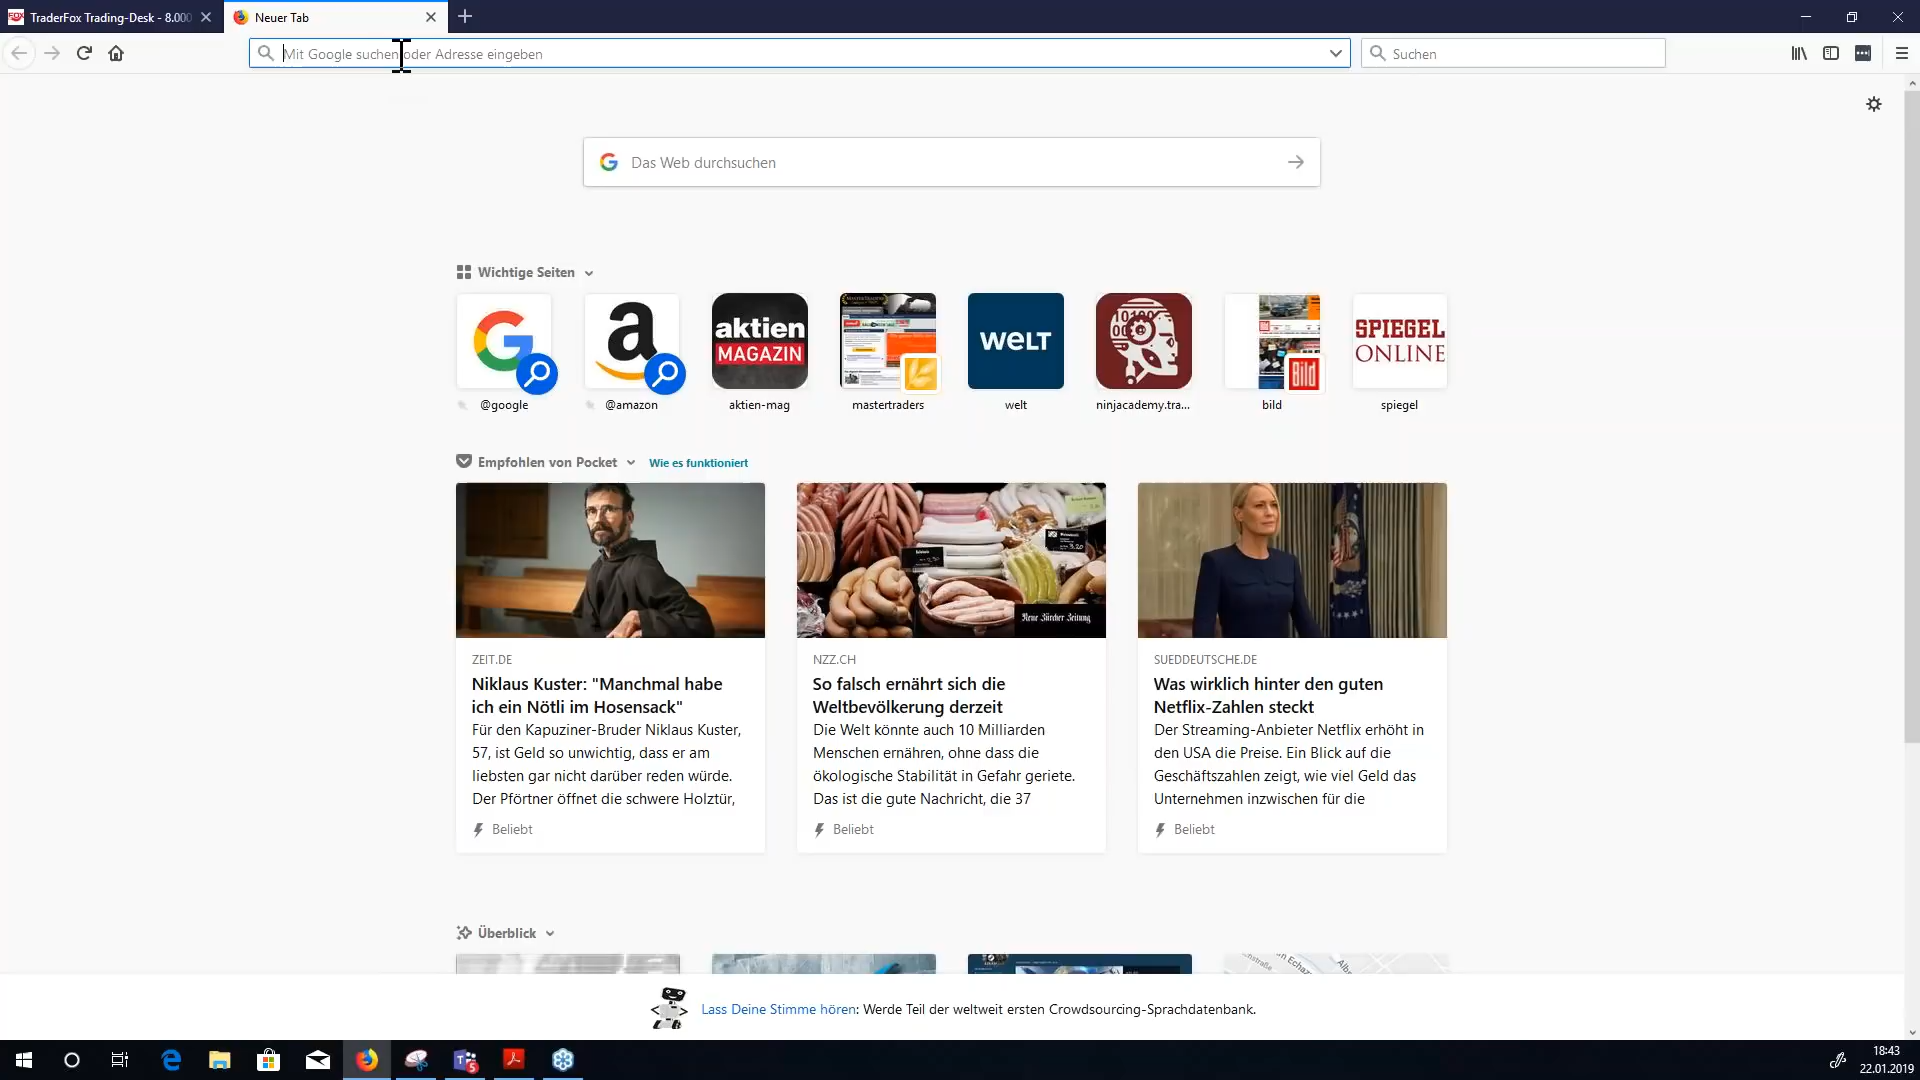 TraderFox Trading-Desk - 8.000
Neuer Tab
Mit Google suchen oder Adresse eingeben
Suchen
Das Web durchsuchen
Wichtige Seiten
aktien
MAGAZIN
welt
Bild
SPIEGEL
ONLINE
@google
@amazon
aktien-mag
mastertraders
welt
ninjacademy.tra...
bild
spiegel
Empfohlen von Pocket
Wie es funktioniert
3.20
Neue Zürcher Zeitung
ZEIT.DE
Niklaus Kuster: "Manchmal habe
ich ein Nötli im Hosensack"
Für den Kapuziner-Bruder Niklaus Kuster,
57, ist Geld so unwichtig, dass er am
liebsten gar nicht darüber reden würde.
Der Pförtner öffnet die schwere Holztür,
Beliebt
NZZ.CH
So falsch ernährt sich die
Weltbevölkerung derzeit
Die Welt könnte auch 10 Milliarden
Menschen ernähren, ohne dass die
ökologische Stabilität in Gefahr geriete.
Das ist die gute Nachricht, die 37
Beliebt
SUEDDEUTSCHE.DE
Was wirklich hinter den guten
Netflix-Zahlen steckt
Der Streaming-Anbieter Netflix erhöht in
den USA die Preise. Ein Blick auf die
Geschäftszahlen zeigt, wie viel Geld das
Unternehmen inzwischen für die
Beliebt
Überblick
Lass Deine Stimme hören: Werde Teil der weltweit ersten Crowdsourcing-Sprachdatenbank.
18:43
22.01.2019